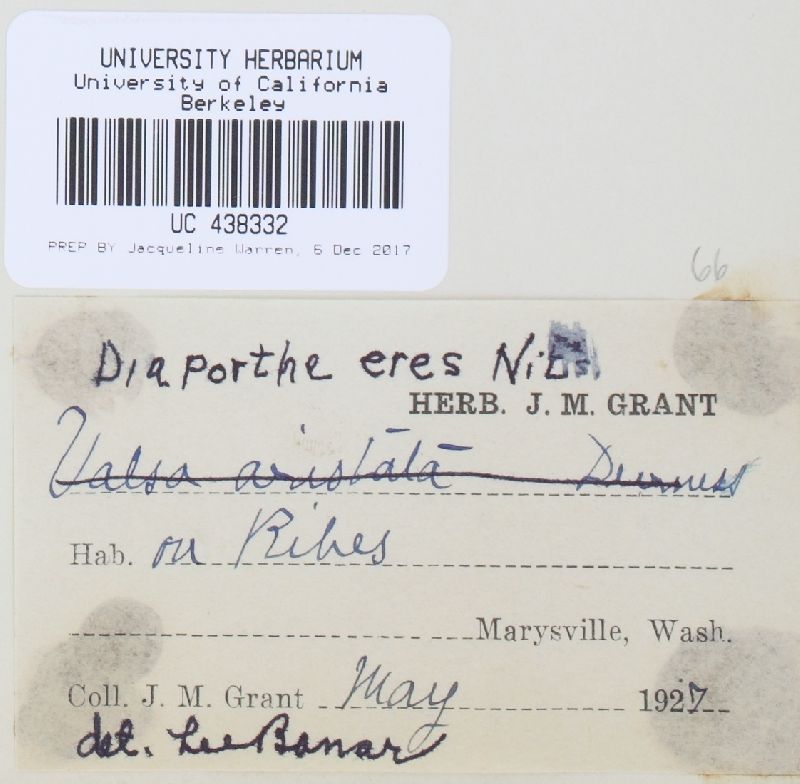 UNIVERSITY HERBARIUM
University of California
Berkeley
UC 438332
PREP BY Jacqueline Warren, 6 Dec 2017
66
Diaporthe eres Nits.
HERB. J. M. GRANT
Valsa aristātā
Hab. on Ribes
Marysville, Wash.
Coll. J. M. Grant May 1927
det. Lee Bonar